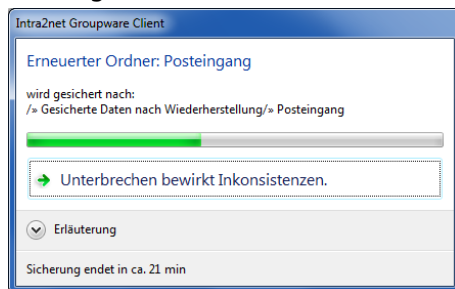 Intra2net Groupware Client
Erneuerter Ordner: Posteingang
wird gesichert nach:
/» Gesicherte Daten nach Wiederherstellung/» Posteingang
Unterbrechen bewirkt Inkonsistenzen.
Erläuterung
Sicherung endet in ca. 21 min